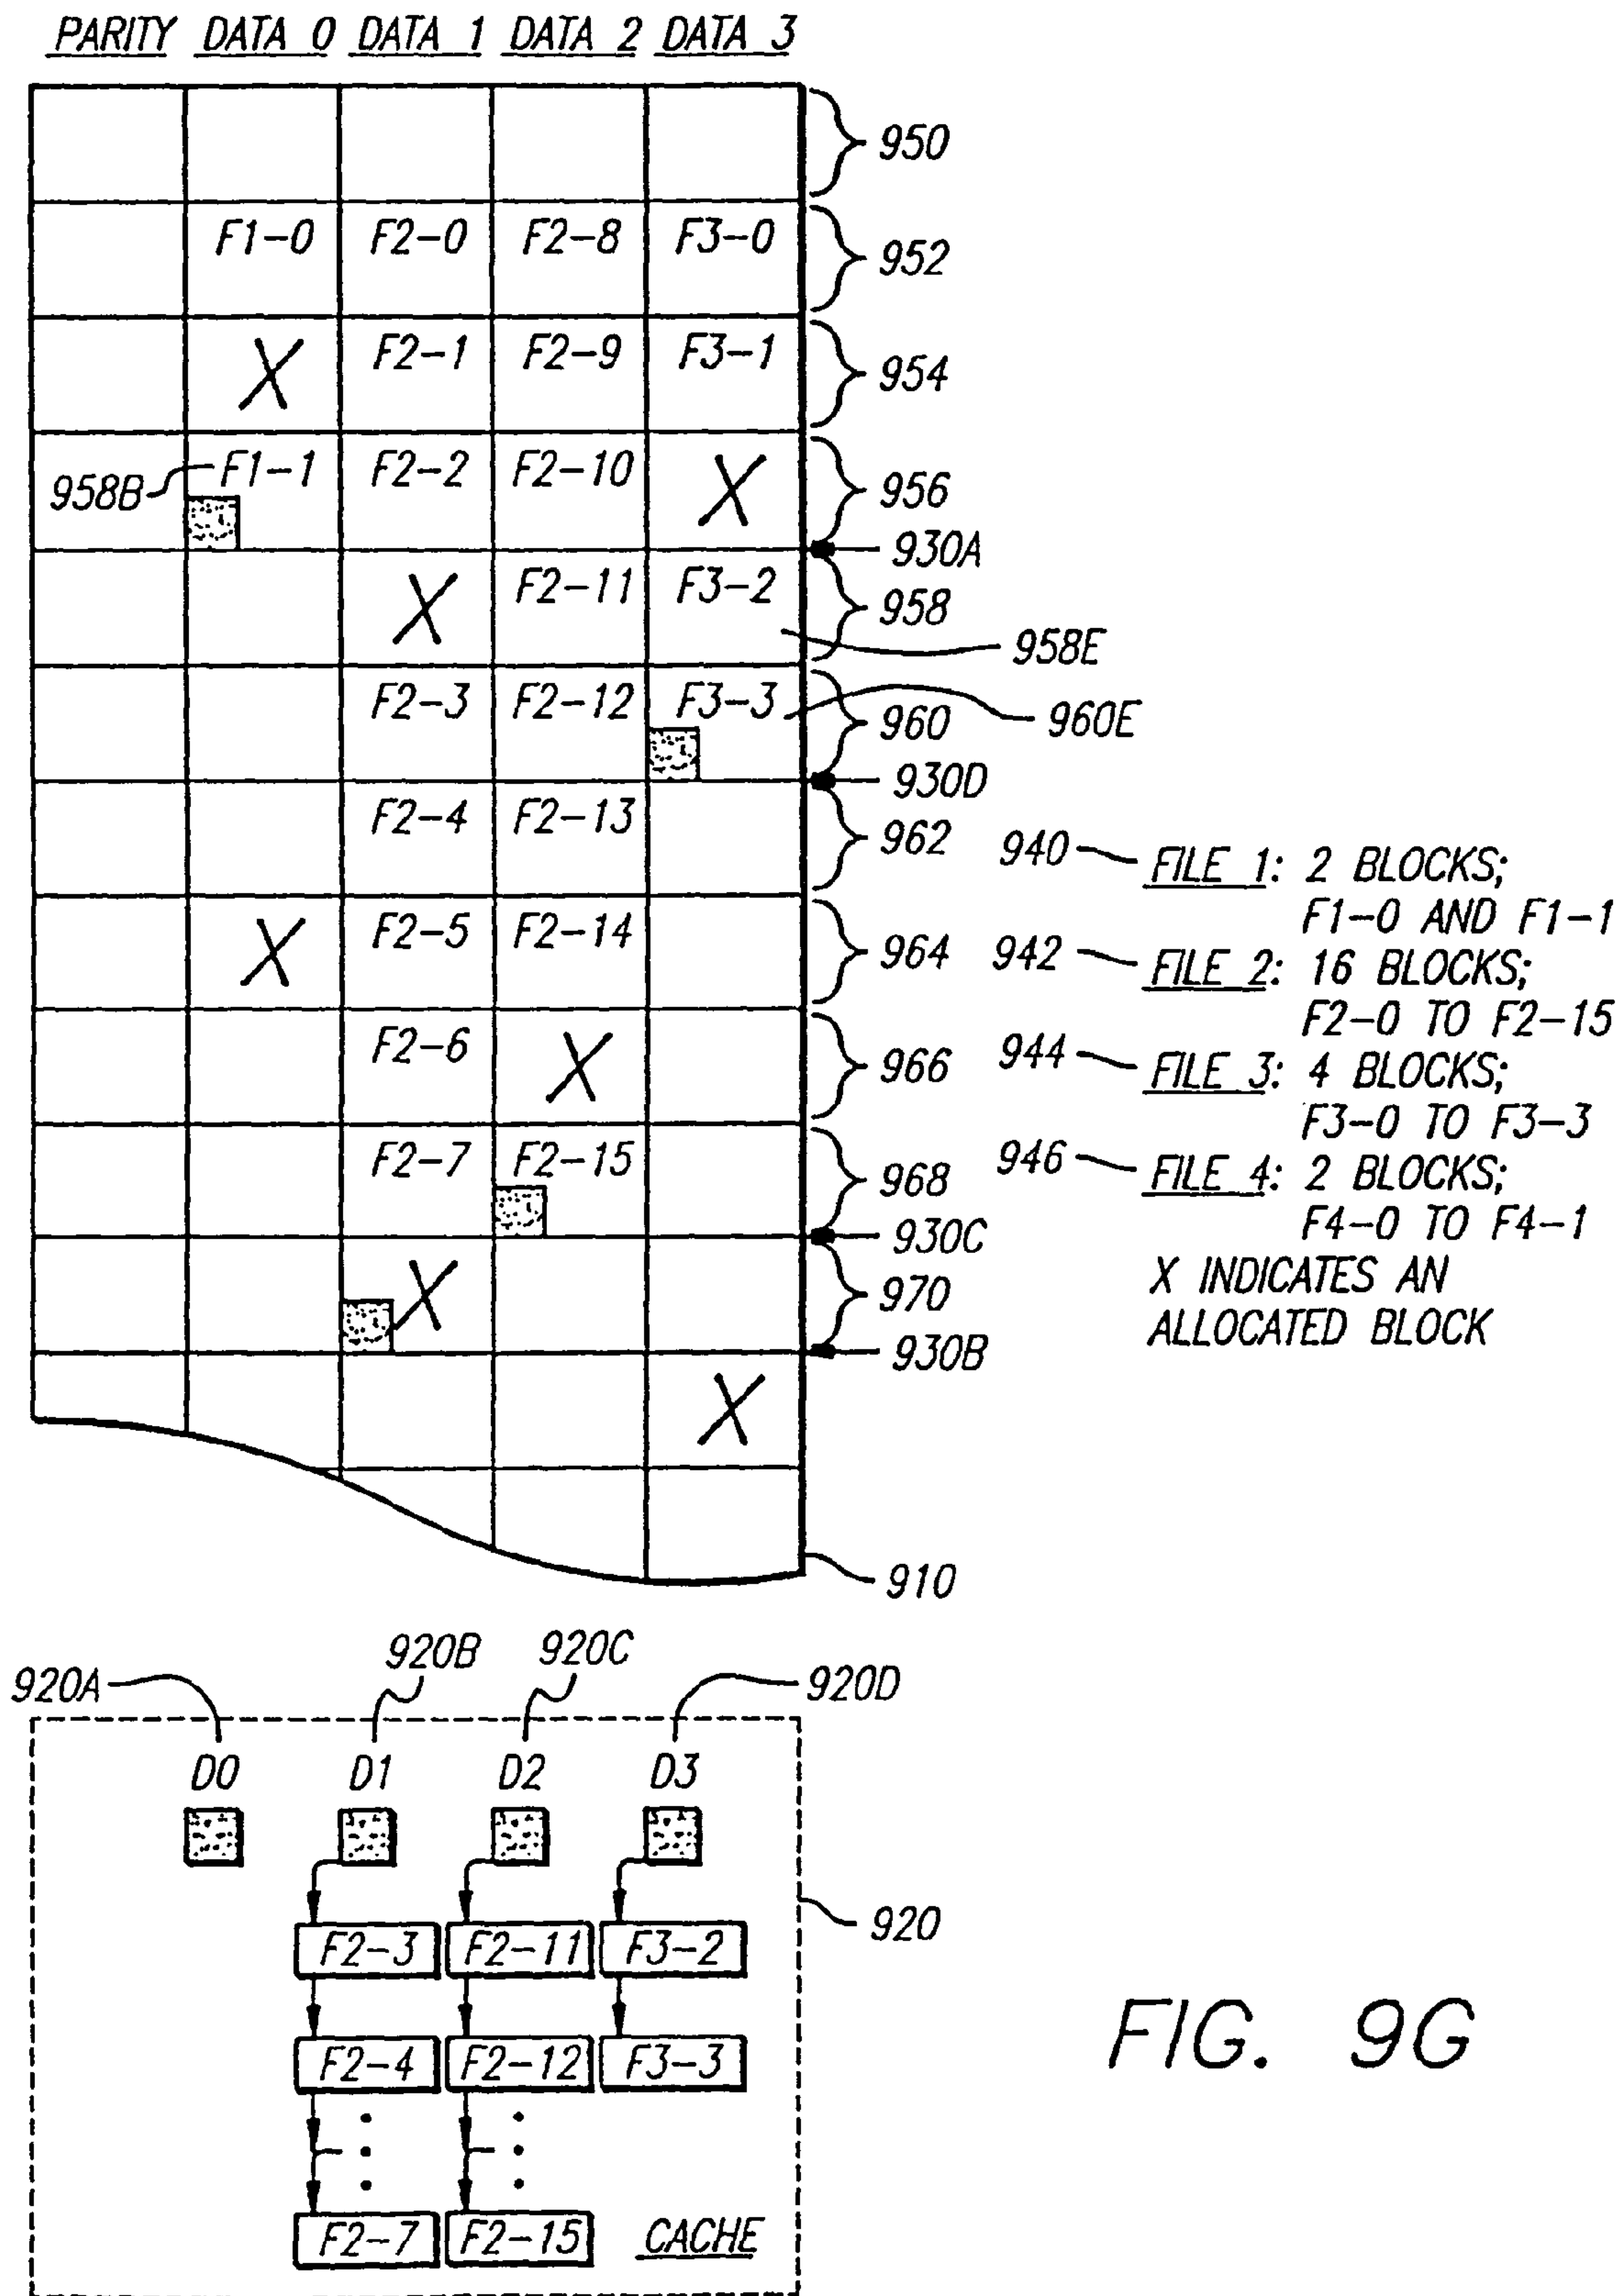 PARITY DATA 0 DATA 1 DATA 2 DATA 3
950
F1-0 F2-0 F2-8 F3-0 952
X F2-1 F2-9 F3-1 954
958B F1-1 F2-2 F2-10 X 956
930A
X F2-11 F3-2 958
958E
F2-3 F2-12 F3-3 960 960E
930D
F2-4 F2-13 962
940 FILE 1: 2 BLOCKS;
F1-0 AND F1-1
X F2-5 F2-14 964
942 FILE 2: 16 BLOCKS;
F2-0 TO F2-15
F2-6 X 966
944 FILE 3: 4 BLOCKS;
F3-0 TO F3-3
F2-7 F2-15 968
946 FILE 4: 2 BLOCKS;
F4-0 TO F4-1
930C
X 970
X INDICATES AN
ALLOCATED BLOCK
930B
X
910
920A 920B 920C 920D
D0 D1 D2 D3
920
F2-3 F2-11 F3-2
F2-4 F2-12 F3-3
F2-7 F2-15 CACHE
FIG. 9G